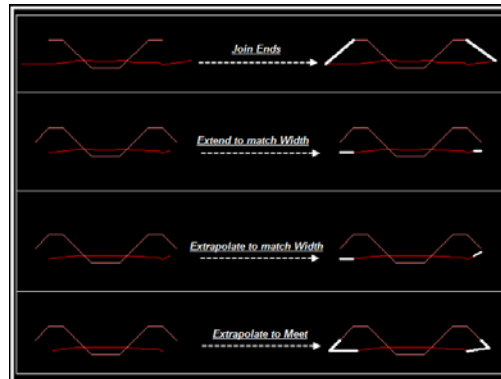 Join Ends
Extend to match Width
Extrapolate to match Width
Extrapolate to Meet